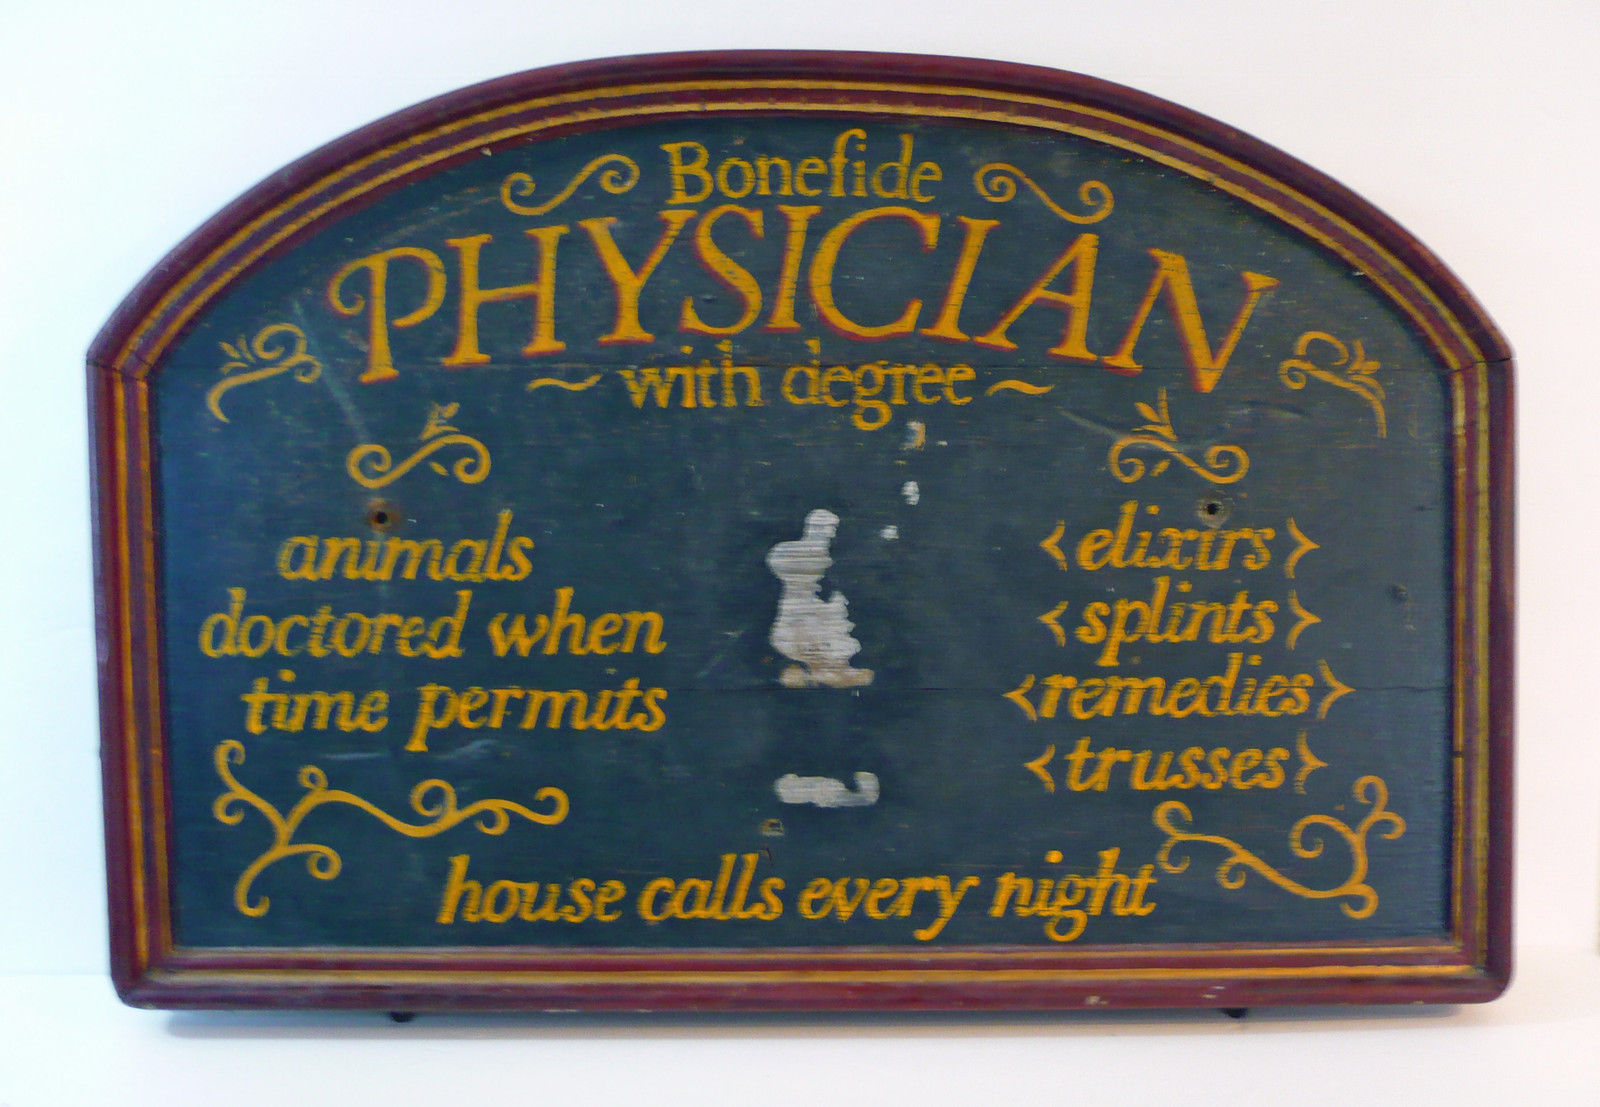 Bonefide
PHYSICIAN
~ with degree ~
animals
doctored when
time permits
<elixirs>
<splints>
<remedies>
<trusses>
house calls every night